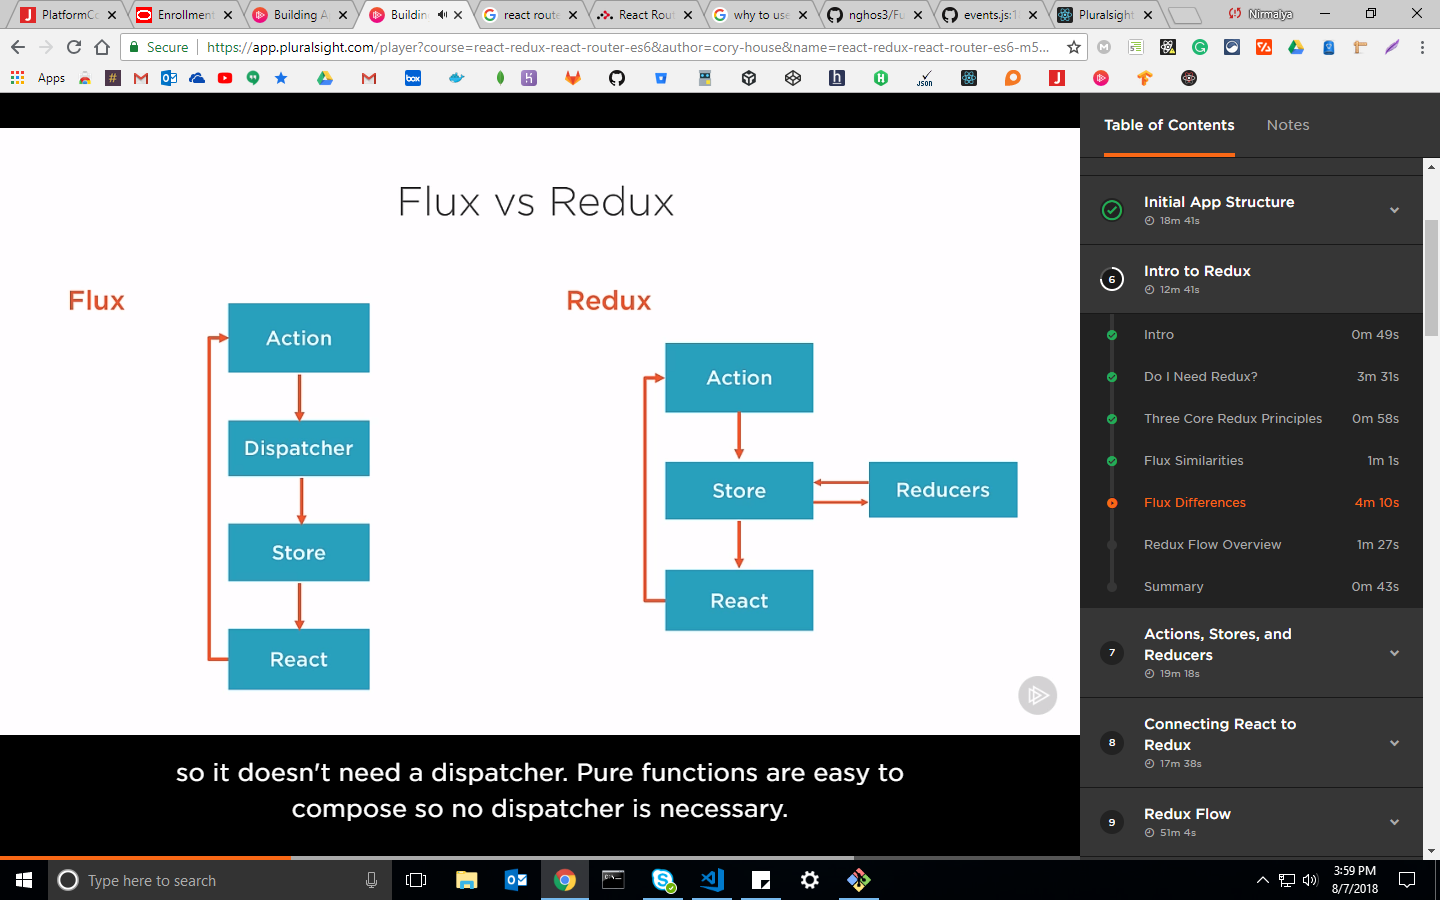 PlatformCo
Enrollment
Building A
Building
react route
React Rout
why to use
nghos3/Fu
events.js:1
Pluralsight
Nirmalya
Secure
https://app.pluralsight.com/player?course=react-redux-react-router-es6&author=cory-house&name=react-redux-react-router-es6-m5...
Apps
Flux vs Redux
Flux
Action
Dispatcher
Store
React
Redux
Action
Store
Reducers
React
so it doesn't need a dispatcher. Pure functions are easy to
compose so no dispatcher is necessary.
Table of Contents
Notes
Initial App Structure
18m 41s
6
Intro to Redux
12m 41s
Intro 0m 49s
Do I Need Redux? 3m 31s
Three Core Redux Principles 0m 58s
Flux Similarities 1m 1s
Flux Differences 4m 10s
Redux Flow Overview 1m 27s
Summary 0m 43s
7
Actions, Stores, and
Reducers
19m 18s
8
Connecting React to
Redux
17m 38s
9
Redux Flow
51m 4s
Type here to search
3:59 PM
8/7/2018